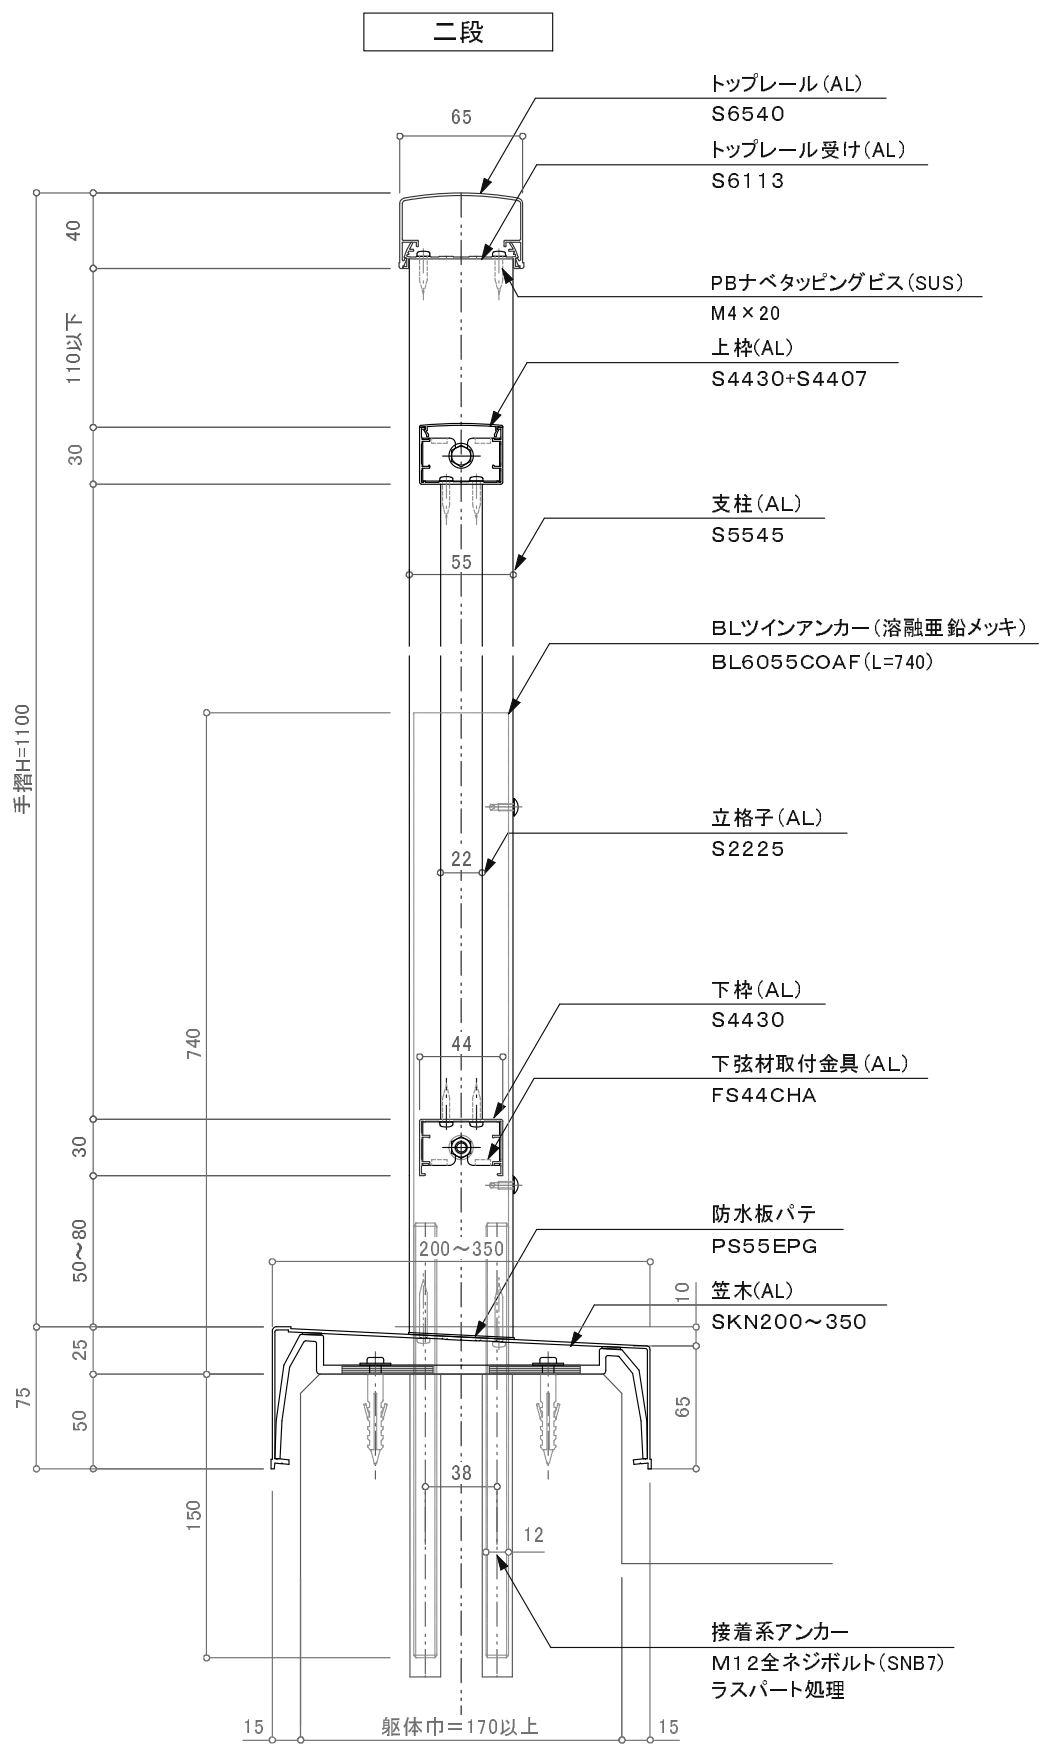 二段
トップレール(AL)
S6540
65
トップレール受け(AL)
S6113
40
PBナベタッピングビス(SUS)
M4×20
110以下
上枠(AL)
S4430+S4407
30
支柱(AL)
S5545
55
BLツインアンカー(溶融亜鉛メッキ)
BL6055COAF(L=740)
手摺H=1100
立格子(AL)
S2225
22
下枠(AL)
S4430
740
44
下弦材取付金具(AL)
FS44CHA
30
防水板パテ
PS55EPG
50～80
200～350
笠木(AL)
SKN200～350
10
25
75
50
65
38
150
12
接着系アンカー
M12全ネジボルト(SNB7)
ラスパート処理
15
躯体巾=170以上
15